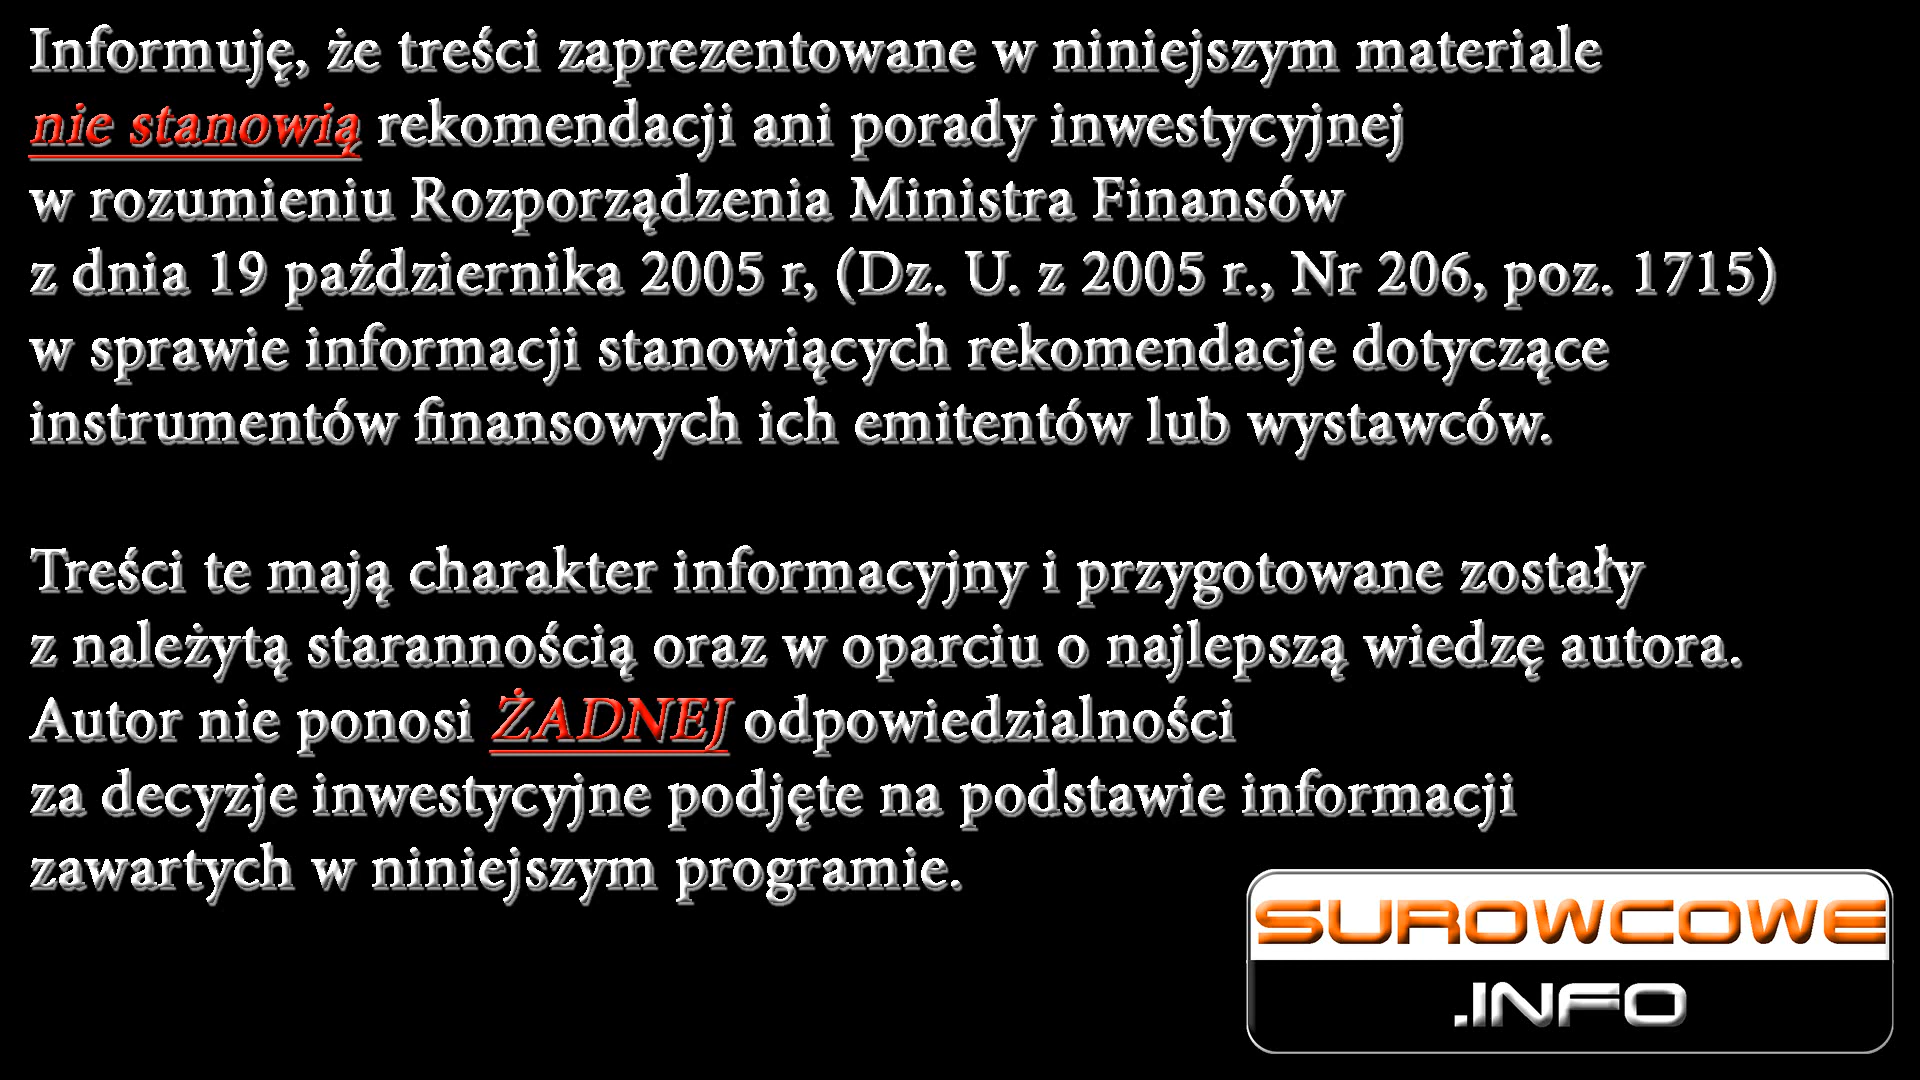 Informuję, że treści zaprezentowane w niniejszym materiale
nie stanowią rekomendacji ani porady inwestycyjnej
w rozumieniu Rozporządzenia Ministra Finansów
z dnia 19 października 2005 r, (Dz. U. z 2005 r., Nr 206, poz. 1715)
w sprawie informacji stanowiących rekomendacje dotyczące
instrumentów finansowych ich emitentów lub wystawców.
Treści te mają charakter informacyjny i przygotowane zostały
z należytą starannością oraz w oparciu o najlepszą wiedzę autora.
Autor nie ponosi ŻADNEJ odpowiedzialności
za decyzje inwestycyjne podjęte na podstawie informacji
zawartych w niniejszym programie.
SUROWCOWE
.INFO